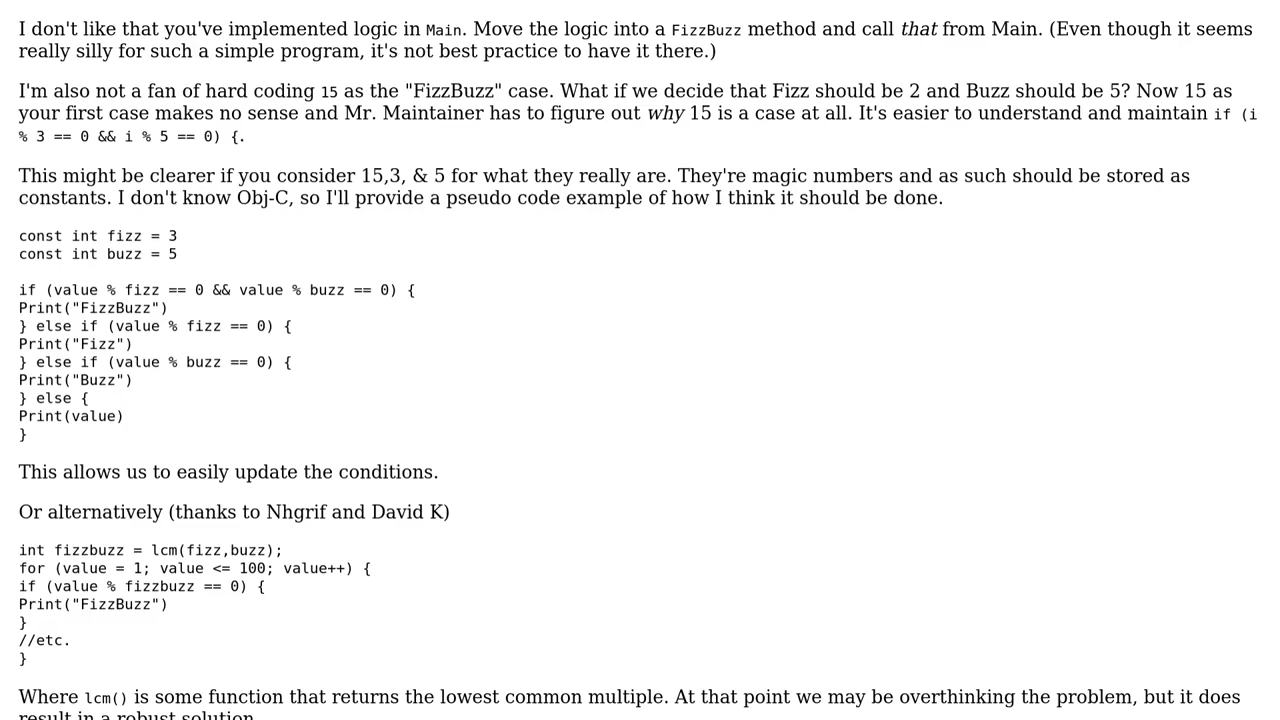 I don't like that you've implemented logic in Main. Move the logic into a FizzBuzz method and call that from Main. (Even though it seems
really silly for such a simple program, it's not best practice to have it there.)
I'm also not a fan of hard coding 15 as the "FizzBuzz" case. What if we decide that Fizz should be 2 and Buzz should be 5? Now 15 as
your first case makes no sense and Mr. Maintainer has to figure out why 15 is a case at all. It's easier to understand and maintain if (i
% 3 == 0 && i % 5 == 0) {.
This might be clearer if you consider 15,3, & 5 for what they really are. They're magic numbers and as such should be stored as
constants. I don't know Obj-C, so I'll provide a pseudo code example of how I think it should be done.
const int fizz = 3
const int buzz = 5
if (value % fizz == 0 && value % buzz == 0) {
Print("FizzBuzz")
} else if (value % fizz == 0) {
Print("Fizz")
} else if (value % buzz == 0) {
Print("Buzz")
} else {
Print(value)
}
This allows us to easily update the conditions.
Or alternatively (thanks to Nhgrif and David K)
int fizzbuzz = lcm(fizz,buzz);
for (value = 1; value <= 100; value++) {
if (value % fizzbuzz == 0) {
Print("FizzBuzz")
}
//etc.
}
Where lcm() is some function that returns the lowest common multiple. At that point we may be overthinking the problem, but it does
result in a robust solution.